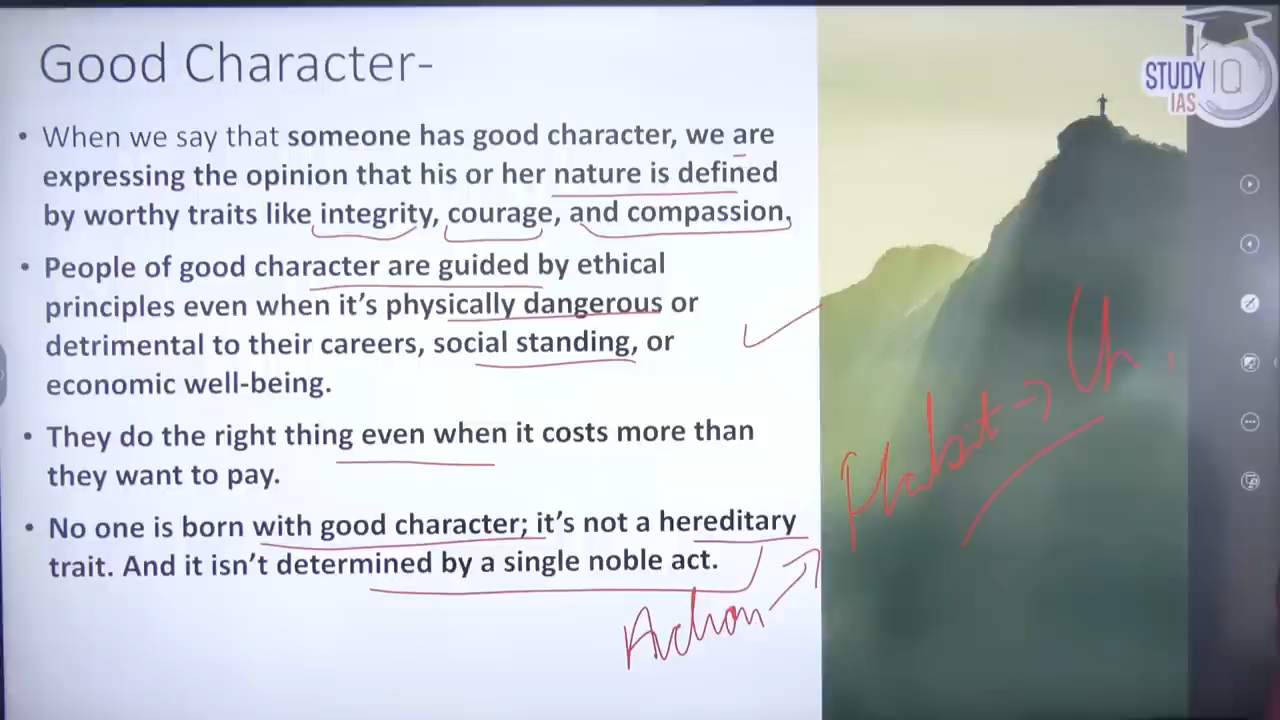 Good Character-
• When we say that someone has good character, we are
expressing the opinion that his or her nature is defined
by worthy traits like integrity, courage, and compassion.
• People of good character are guided by ethical
principles even when it's physically dangerous or
detrimental to their careers, social standing, or
economic well-being.
• They do the right thing even when it costs more than
they want to pay.
• No one is born with good character; it's not a hereditary
trait. And it isn't determined by a single noble act.
Action →
Habit → Ch.
STUDY IQ
IAS